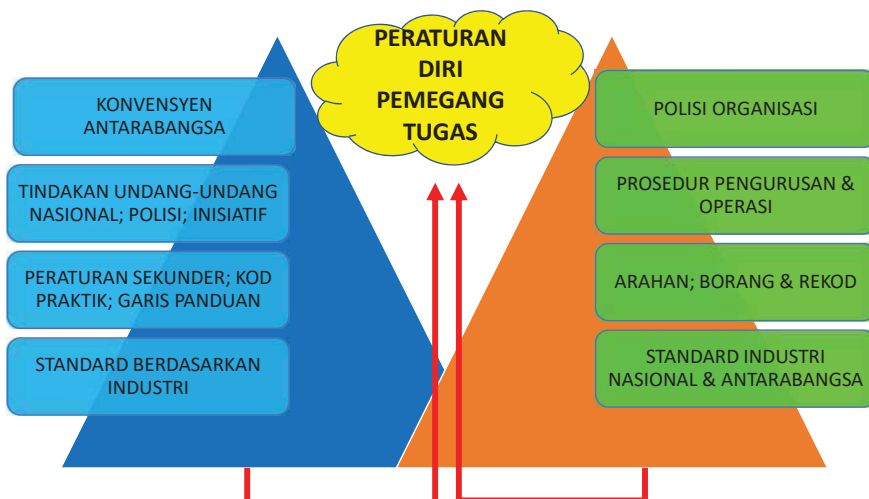 PERATURAN
DIRI
PEMEGANG
TUGAS
KONVENSYEN
ANTARABANGSA
TINDAKAN UNDANG-UNDANG
NASIONAL; POLISI; INISIATIF
PERATURAN SEKUNDER; KOD
PRAKTIK; GARIS PANDUAN
STANDARD BERDASARKAN
INDUSTRI
POLISI ORGANISASI
PROSEDUR PENGURUSAN &
OPERASI
ARAHAN; BORANG & REKOD
STANDARD INDUSTRI
NASIONAL & ANTARABANGSA